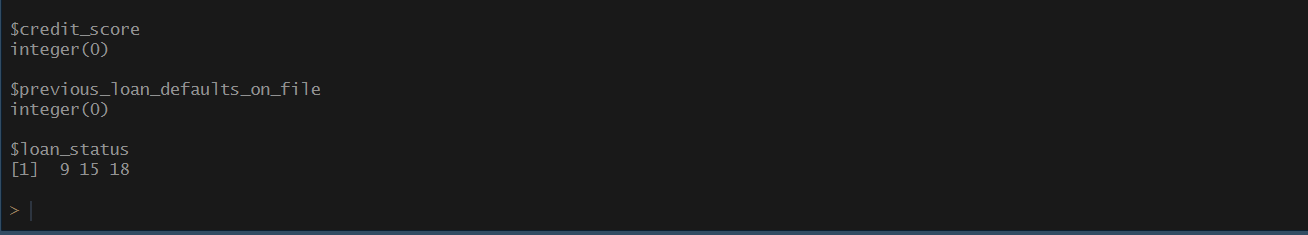 $credit_score
integer(0)
$previous_loan_defaults_on_file
integer(0)
$loan_status
[1]  9 15 18
>